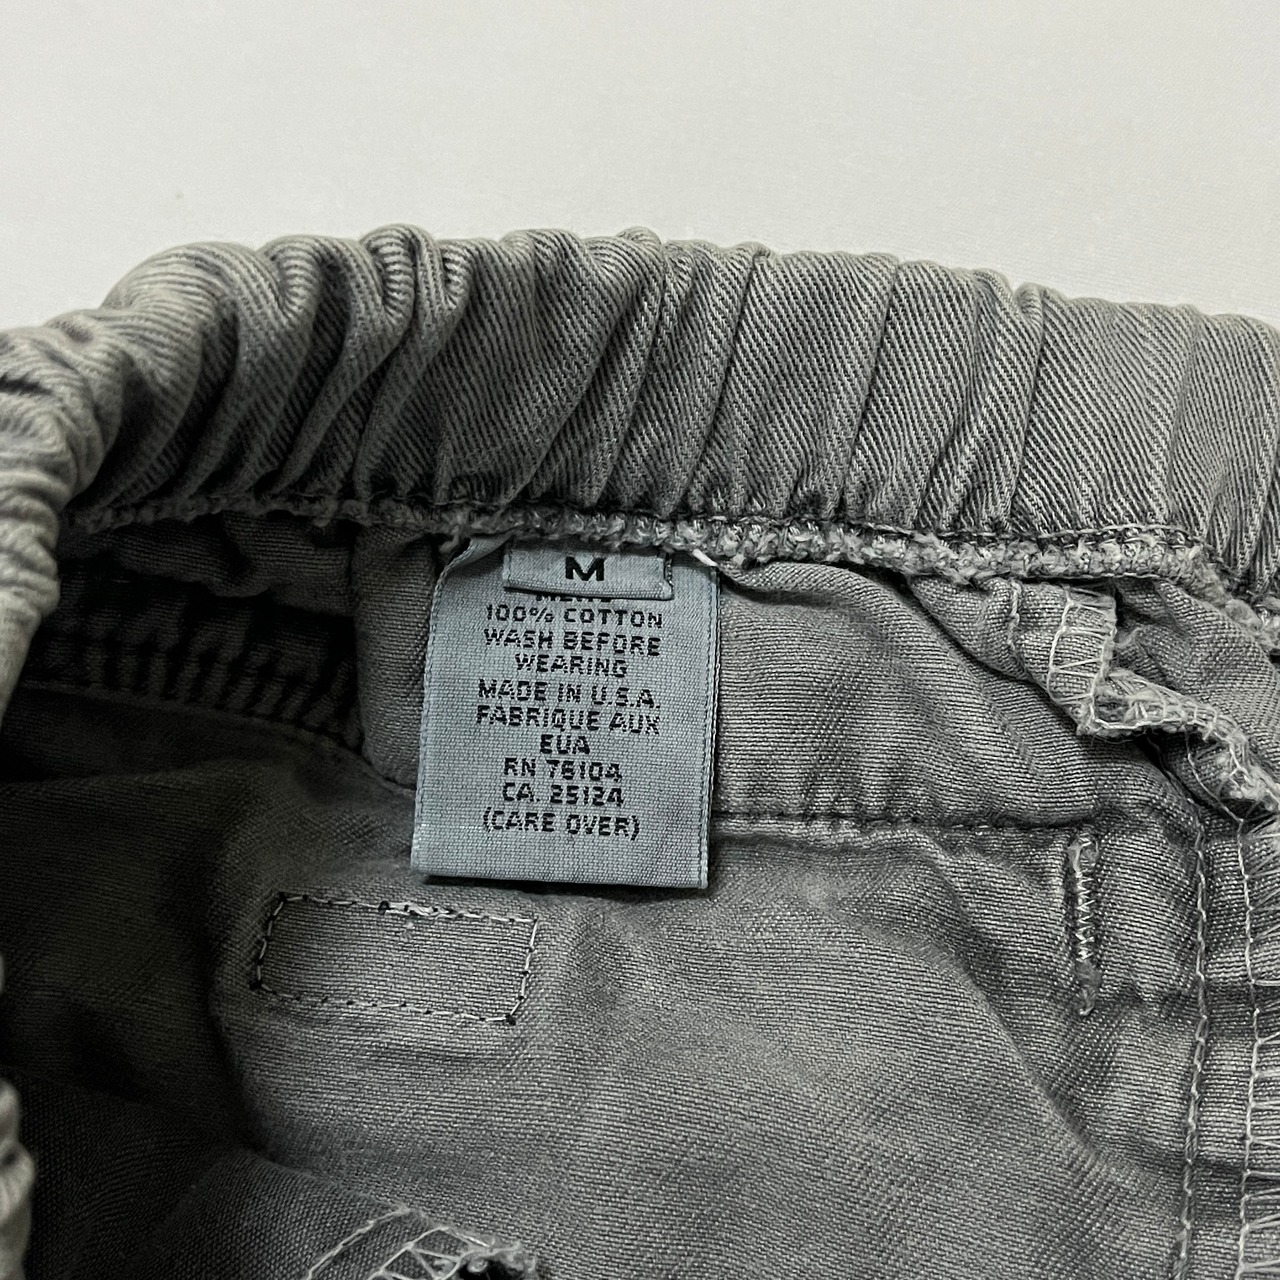 M
100% COTTON
WASH BEFORE
WEARING
MADE IN U.S.A.
FABRIQUE AUX
EUA
RN 76104
CA. 25124
(CARE OVER)